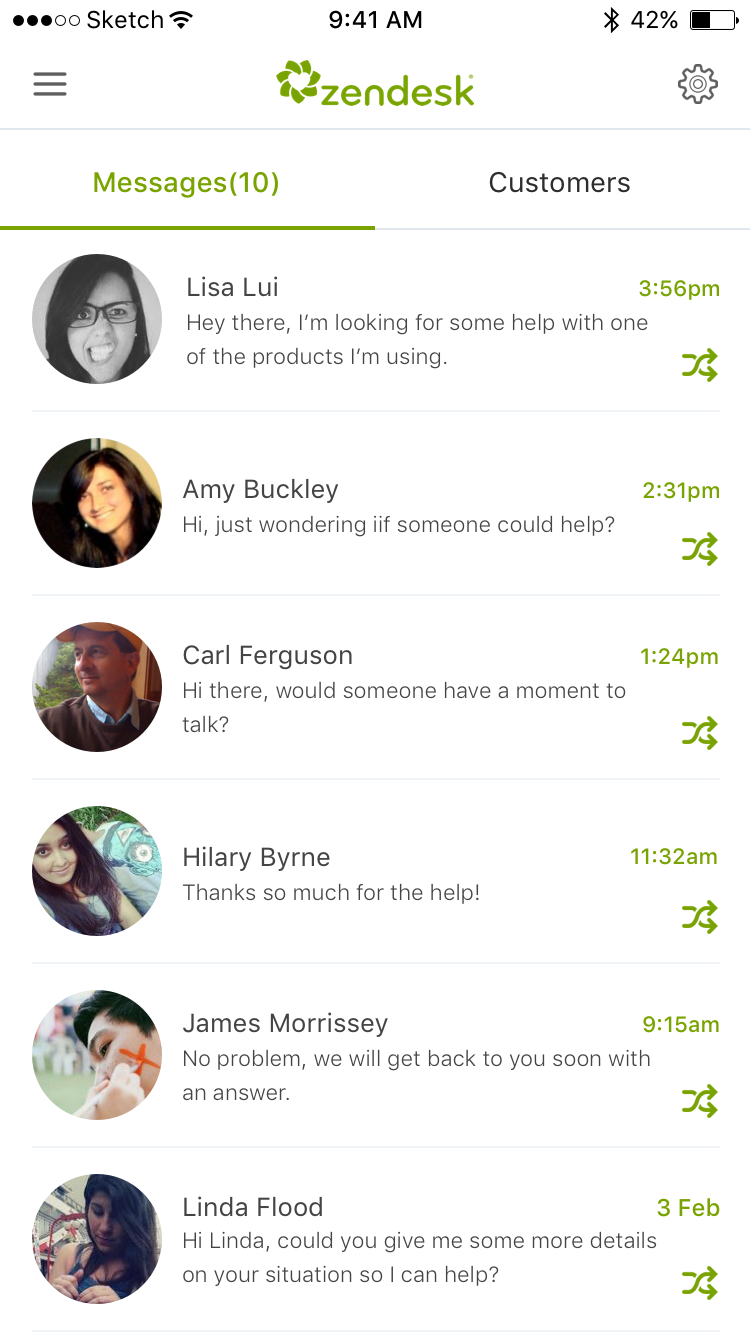 Sketch 9:41 AM 42%
zendesk
Messages(10) Customers
Lisa Lui 3:56pm
Hey there, I’m looking for some help with one
of the products I’m using.
Amy Buckley 2:31pm
Hi, just wondering iif someone could help?
Carl Ferguson 1:24pm
Hi there, would someone have a moment to
talk?
Hilary Byrne 11:32am
Thanks so much for the help!
James Morrissey 9:15am
No problem, we will get back to you soon with
an answer.
Linda Flood 3 Feb
Hi Linda, could you give me some more details
on your situation so I can help?